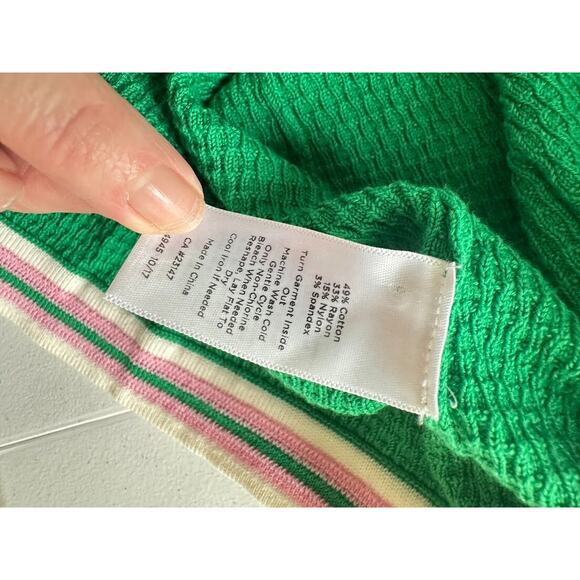 49% Cotton
33% Rayon
15% Nylon
3% Spandex
Turn Garment Inside
Out
Machine Wash Cold
Only Gentle Cycle
Bleach Non-Chlorine
Reshape, When Needed
Dry Lay Flat To
Cool Iron if Needed
Made in China
CA #23147
4945 10/17